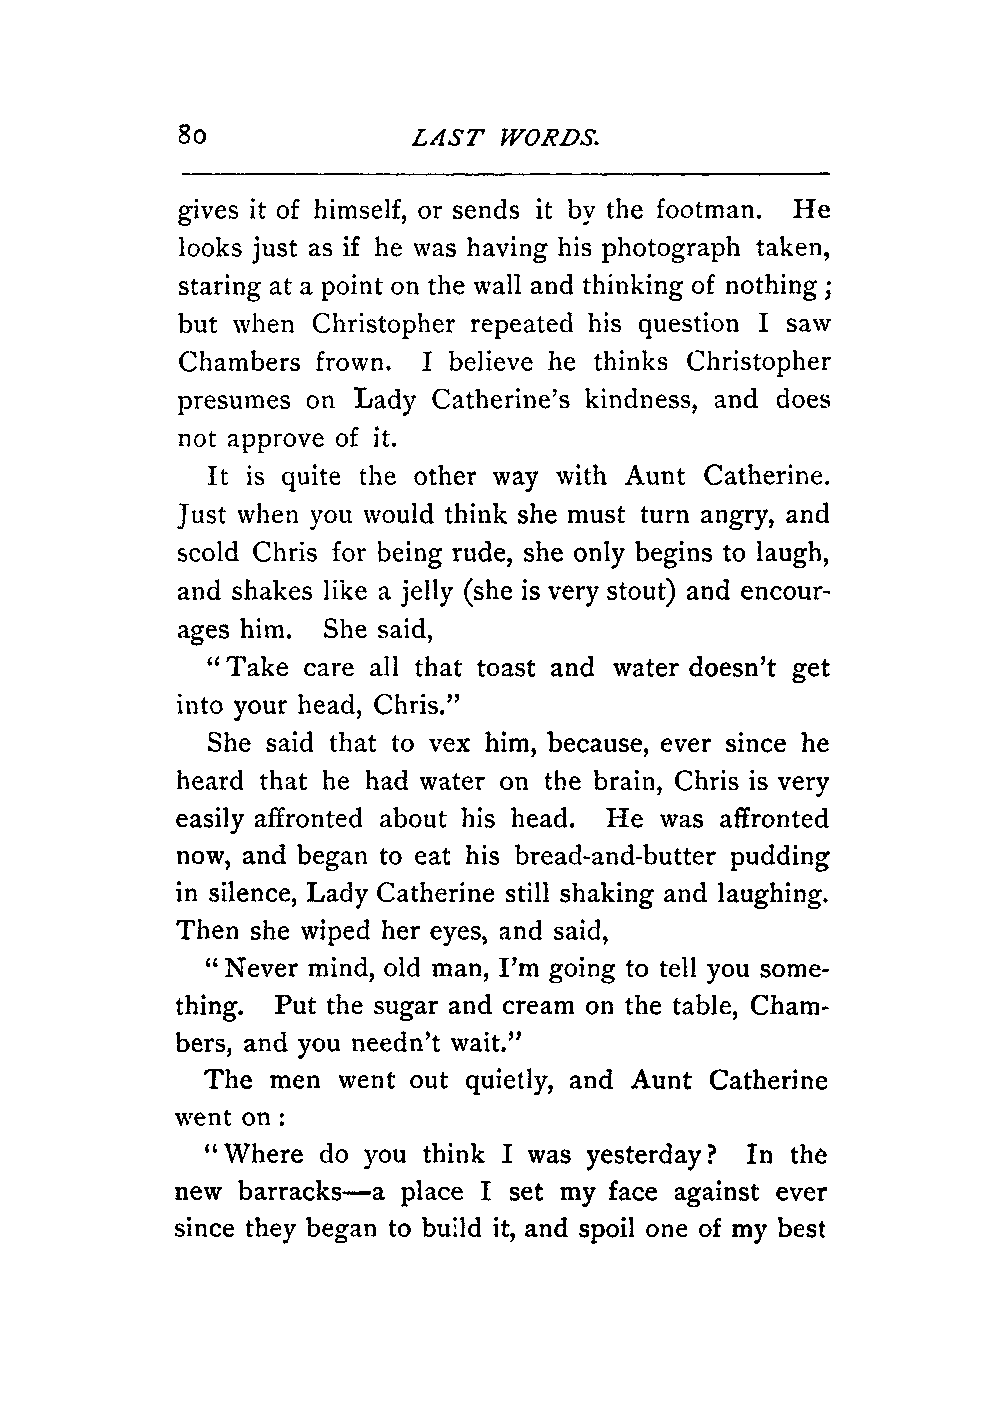 80 LAST WORDS.
gives it of himself, or sends it by the footman. He
looks just as if he was having his photograph taken,
staring at a point on the wall and thinking of nothing;
but when Christopher repeated his question I saw
Chambers frown. I believe he thinks Christopher
presumes on Lady Catherine's kindness, and does
not approve of it.
It is quite the other way with Aunt Catherine.
Just when you would think she must turn angry, and
scold Chris for being rude, she only begins to laugh,
and shakes like a jelly (she is very stout) and encour-
ages him. She said,
"Take care all that toast and water doesn't get
into your head, Chris."
She said that to vex him, because, ever since he
heard that he had water on the brain, Chris is very
easily affronted about his head. He was affronted
now, and began to eat his bread-and-butter pudding
in silence, Lady Catherine still shaking and laughing.
Then she wiped her eyes, and said,
"Never mind, old man, I'm going to tell you some-
thing. Put the sugar and cream on the table, Cham-
bers, and you needn't wait."
The men went out quietly, and Aunt Catherine
went on:
"Where do you think I was yesterday? In the
new barracks—a place I set my face against ever
since they began to build it, and spoil one of my best